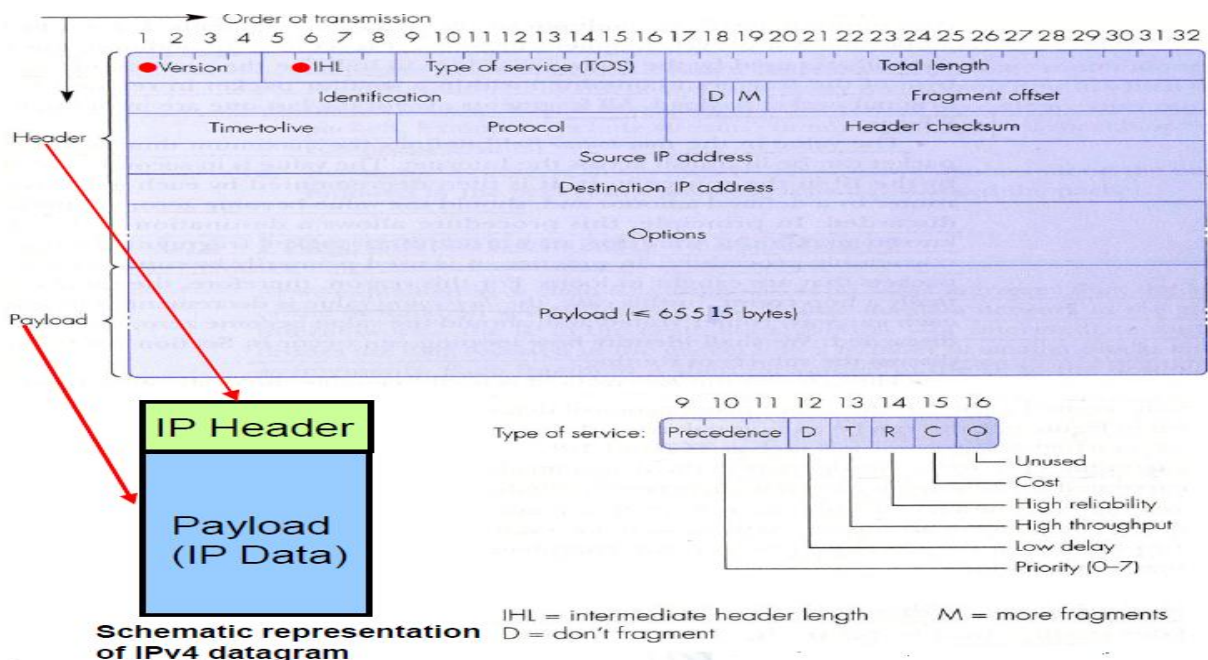 Order of transmission
1 2 3 4 5 6 7 8 9 10 11 12 13 14 15 16 17 18 19 20 21 22 23 24 25 26 27 28 29 30 31 32
Version IHL Type of service (TOS) Total length
Identification D M Fragment offset
Time-to-live Protocol Header checksum
Header
Source IP address
Destination IP address
Options
Payload
Payload (≤ 65515 bytes)
IP Header
Payload
(IP Data)
Schematic representation
of IPv4 datagram
9 10 11 12 13 14 15 16
Type of service: Precedence D T R C O
Unused
Cost
High reliability
High throughput
Low delay
Priority (0–7)
IHL = intermediate header length M = more fragments
D = don't fragment